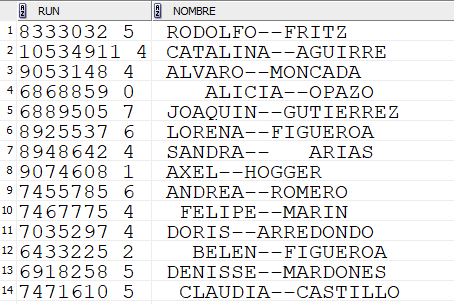 RUN NOMBRE
1 8333032 5 RODOLFO--FRITZ
2 10534911 4 CATALINA--AGUIRRE
3 9053148 4 ALVARO--MONCADA
4 6868859 0    ALICIA--OPAZO
5 6889505 7 JOAQUIN--GUTIERREZ
6 8925537 6 LORENA--FIGUEROA
7 8948642 4 SANDRA--   ARIAS
8 9074608 1 AXEL--HOGGER
9 7455785 6 ANDREA--ROMERO
10 7467775 4  FELIPE--MARIN
11 7035297 4 DORIS--ARREDONDO
12 6433225 2   BELEN--FIGUEROA
13 6918258 5 DENISSE--MARDONES
14 7471610 5  CLAUDIA--CASTILLO